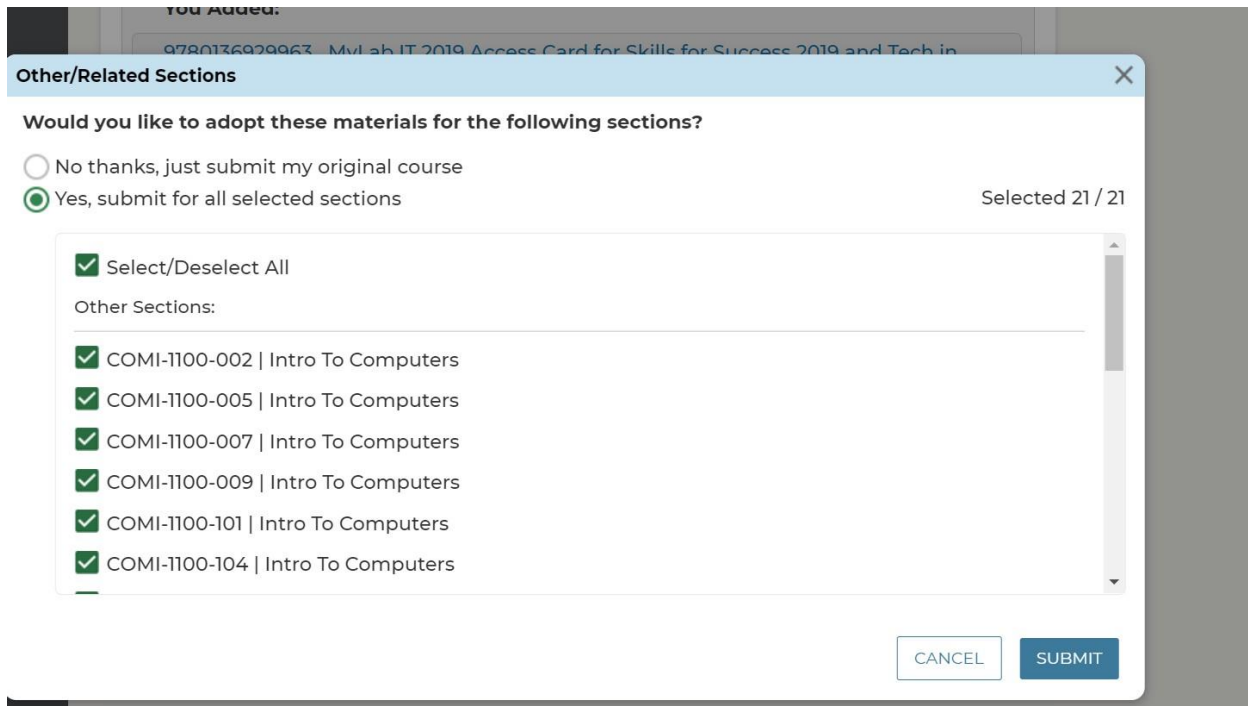 You Added:
9780136929963 MyLab IT 2019 Access Card for Skills for Success 2019 and Tech in
Other/Related Sections
Would you like to adopt these materials for the following sections?
No thanks, just submit my original course
Yes, submit for all selected sections
Selected 21 / 21
Select/Deselect All
Other Sections:
COMI-1100-002 | Intro To Computers
COMI-1100-005 | Intro To Computers
COMI-1100-007 | Intro To Computers
COMI-1100-009 | Intro To Computers
COMI-1100-101 | Intro To Computers
COMI-1100-104 | Intro To Computers
CANCEL
SUBMIT